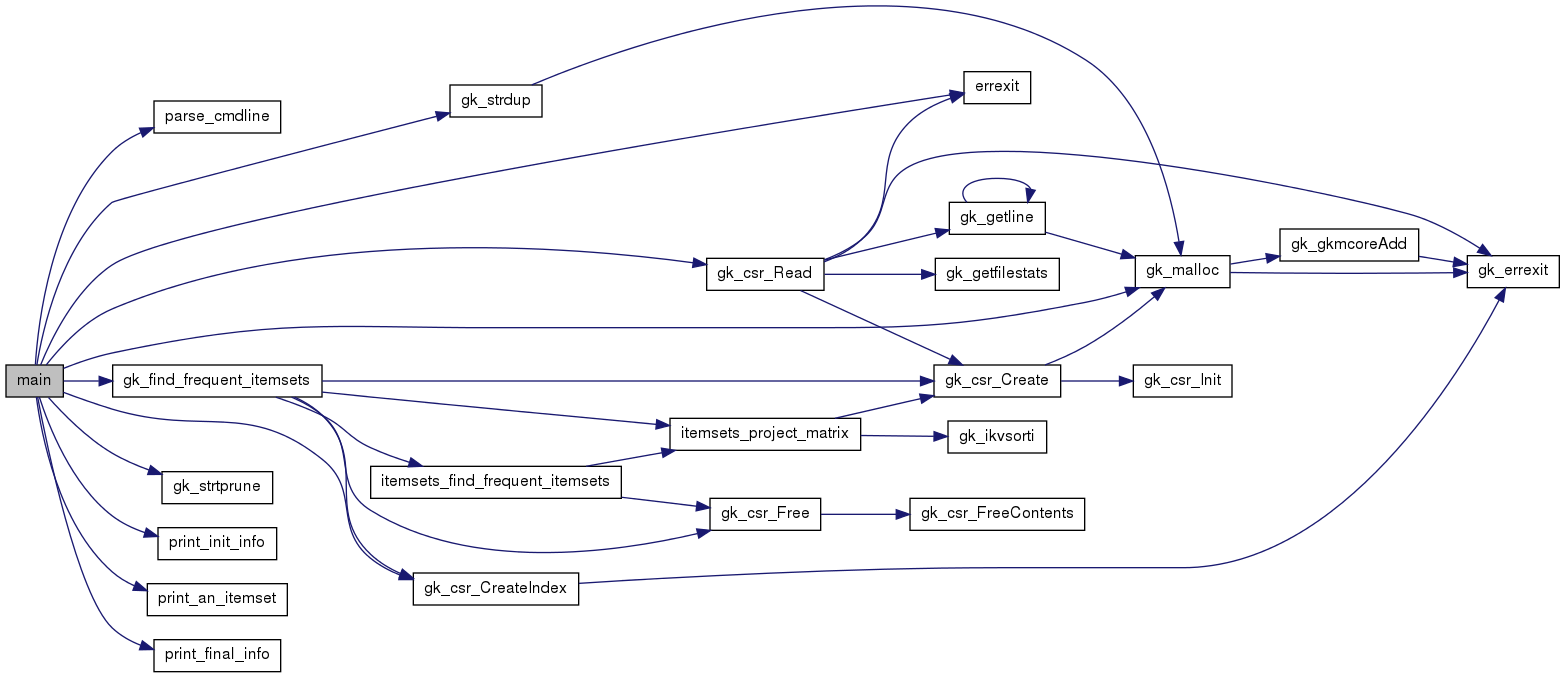 main
parse_cmdline
gk_strdup
errexit
gk_getline
gk_gkmcoreAdd
gk_csr_Read
gk_getfilestats
gk_malloc
gk_errexit
gk_find_frequent_itemsets
gk_csr_Create
gk_csr_Init
itemsets_project_matrix
gk_ikvsorti
gk_strtprune
itemsets_find_frequent_itemsets
gk_csr_Free
gk_csr_FreeContents
print_init_info
gk_csr_CreateIndex
print_an_itemset
print_final_info